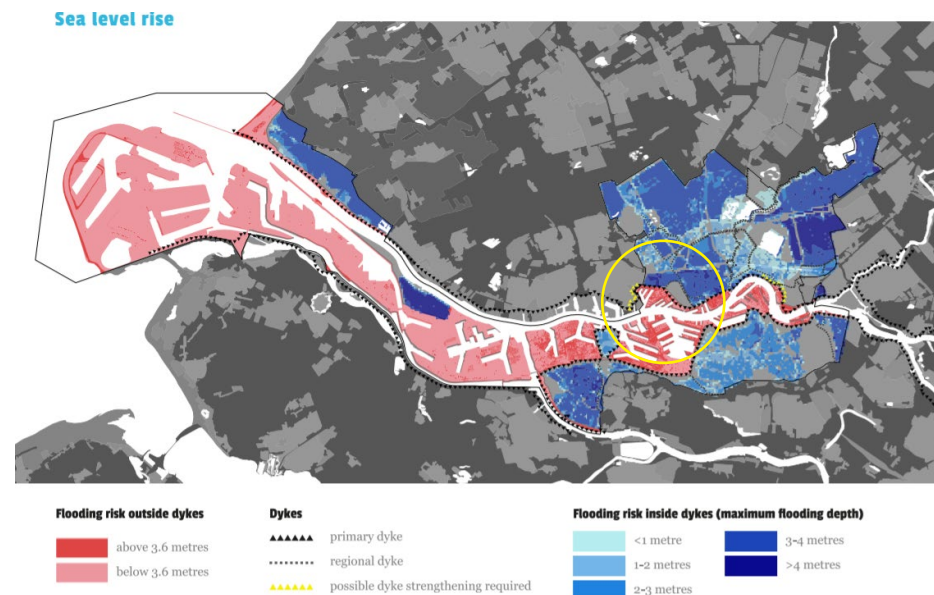 Sea level rise
Flooding risk outside dykes
above 3.6 metres
below 3.6 metres
Dykes
primary dyke
regional dyke
possible dyke strengthening required
Flooding risk inside dykes (maximum flooding depth)
<1 metre
1-2 metres
2-3 metres
3-4 metres
>4 metres